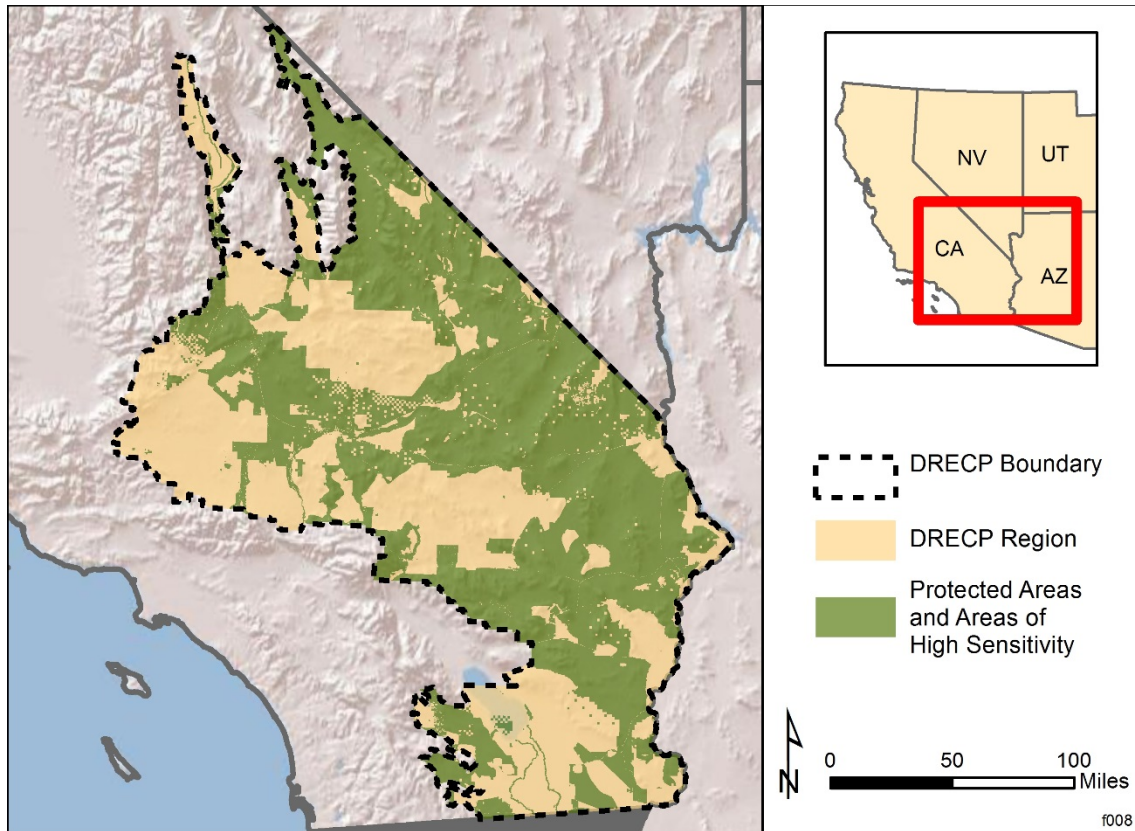 NV
UT
CA
AZ
DRECP Boundary
DRECP Region
Protected Areas
and Areas of
High Sensitivity
N
0
50
100
Miles
f008